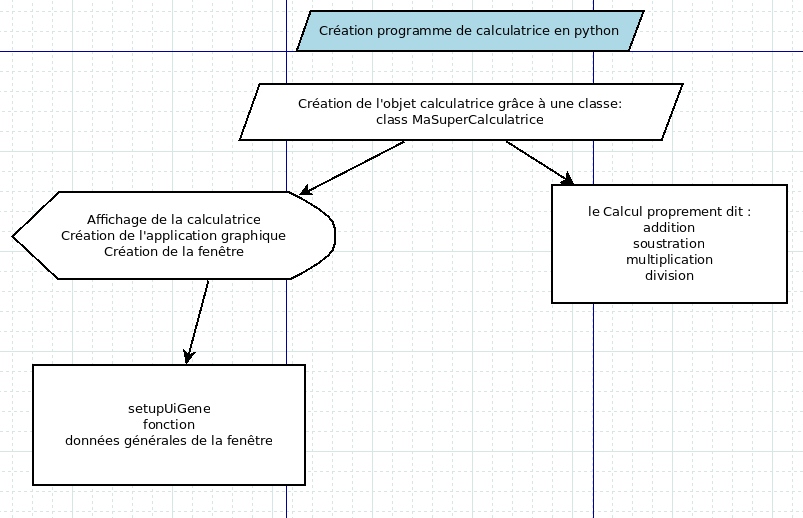 Création programme de calculatrice en python
Création de l'objet calculatrice grâce à une classe:
class MaSuperCalculatrice
Affichage de la calculatrice
Création de l'application graphique
Création de la fenêtre
le Calcul proprement dit :
addition
soustration
multiplication
division
setupUiGene
fonction
données générales de la fenêtre